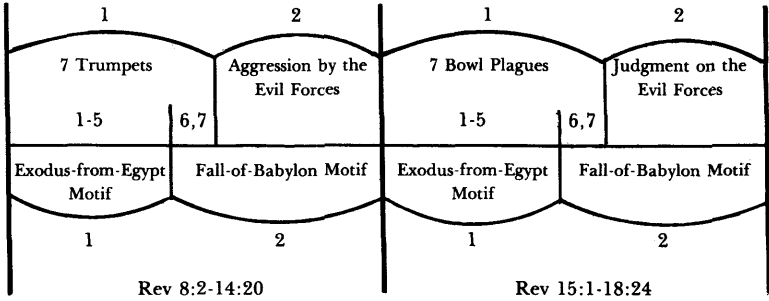 1 2 1 2
7 Trumpets Aggression by the 7 Bowl Plagues Judgment on the
Evil Forces Evil Forces
1-5 6,7 1-5 6,7
Exodus-from-Egypt Fall-of-Babylon Motif Exodus-from-Egypt Fall-of-Babylon Motif
Motif Motif
1 2 1 2
Rev 8:2-14:20 Rev 15:1-18:24